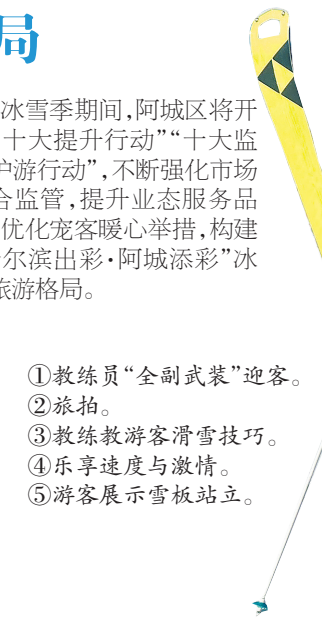 局
冰雪季期间,阿城区将开
十大提升行动”“十大监
护游行动”,不断强化市场
合监管,提升业态服务品
优化宠客暖心举措,构建
尔滨出彩·阿城添彩”冰
旅游格局。
①教练员“全副武装”迎客。
②旅拍。
③教练教游客滑雪技巧。
④乐享速度与激情。
⑤游客展示雪板站立。